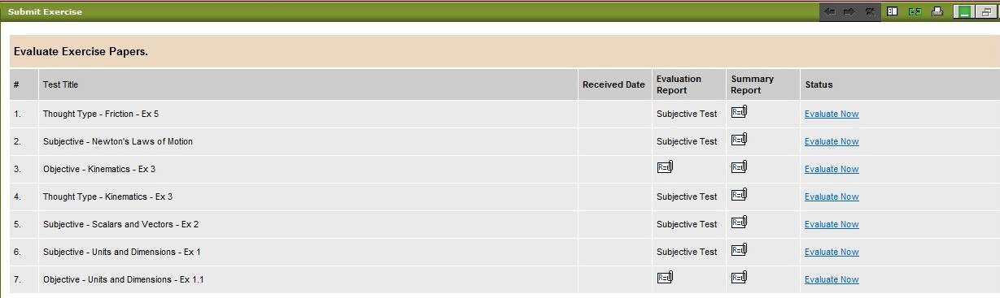 Submit Exercise
Evaluate Exercise Papers.
# Test Title Received Date Evaluation Report Summary Report Status
1. Thought Type - Friction - Ex 5 Subjective Test Evaluate Now
2. Subjective - Newton's Laws of Motion Subjective Test Evaluate Now
3. Objective - Kinematics - Ex 3 Evaluate Now
4. Thought Type - Kinematics - Ex 3 Subjective Test Evaluate Now
5. Subjective - Scalars and Vectors - Ex 2 Subjective Test Evaluate Now
6. Subjective - Units and Dimensions - Ex 1 Subjective Test Evaluate Now
7. Objective - Units and Dimensions - Ex 1.1 Evaluate Now